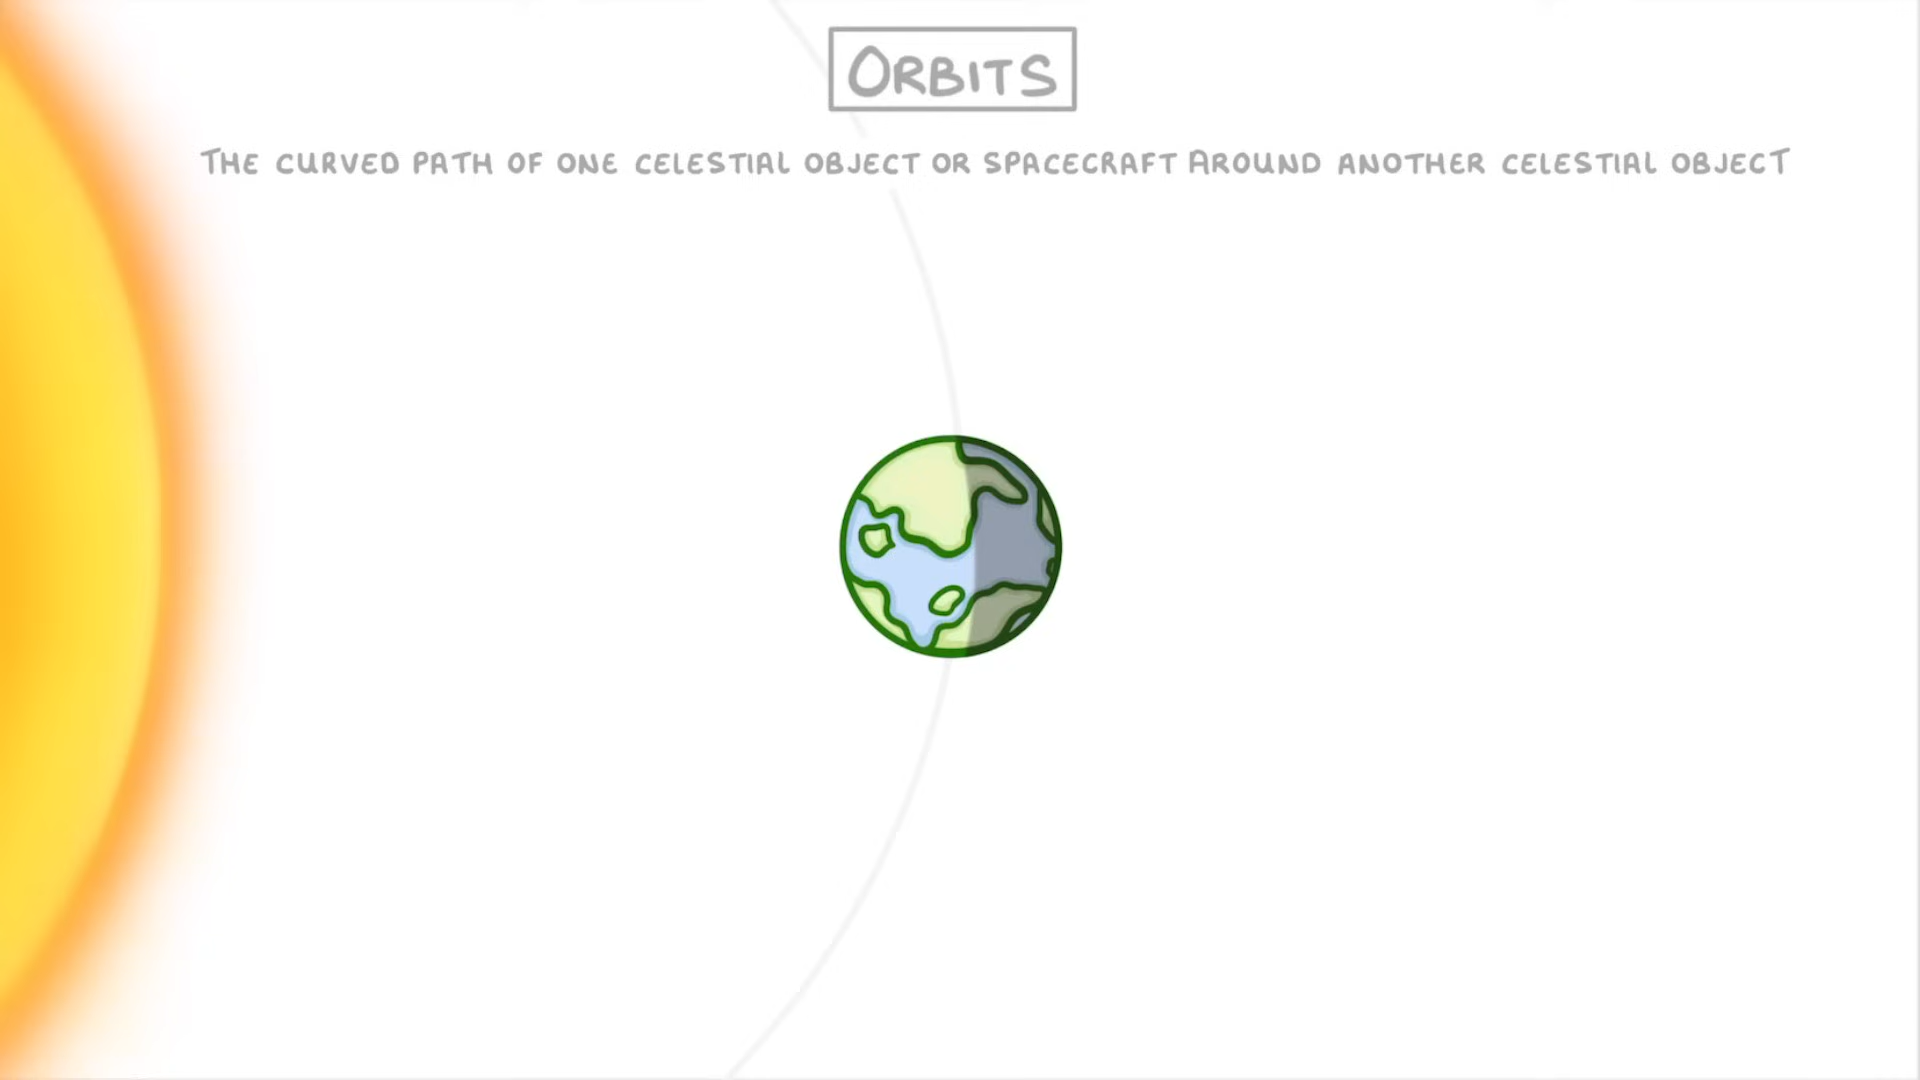 ORBITS
THE CURVED PATH OF ONE CELESTIAL OBJECT OR SPACECRAFT AROUND ANOTHER CELESTIAL OBJECT